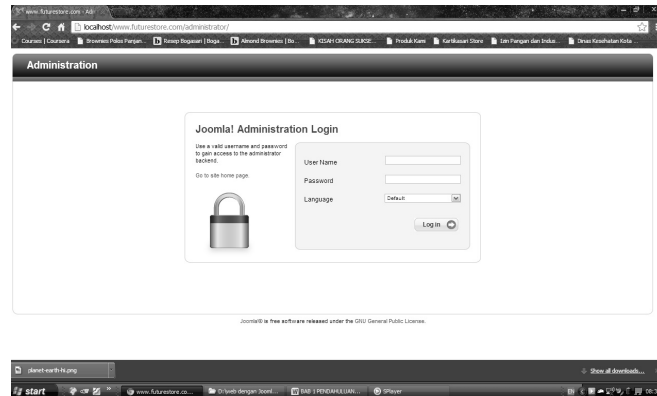 www.futurestore.com - Adr
localhost/www.futurestore.com/administrator/
Courses | Coursera Brownies Polos Panjan... Resep Bogasari | Boga... Almond Brownies | Bo... KISAH ORANG SUKSE... Produk Kami Kartikasari Store Izin Pangan dan Indus... Dinas Kesehatan Kota ...
Administration
Joomla! Administration Login
Use a valid username and password
to gain access to the administrator
backend.
Go to site home page.
User Name
Password
Language Default
Log in
Joomla!® is free software released under the GNU General Public License.
planet-earth-hi.png Show all downloads...
start www.futurestore.co... D:\web dengan Jooml... BAB 1 PENDAHULUAN... SPlayer EN 08:3